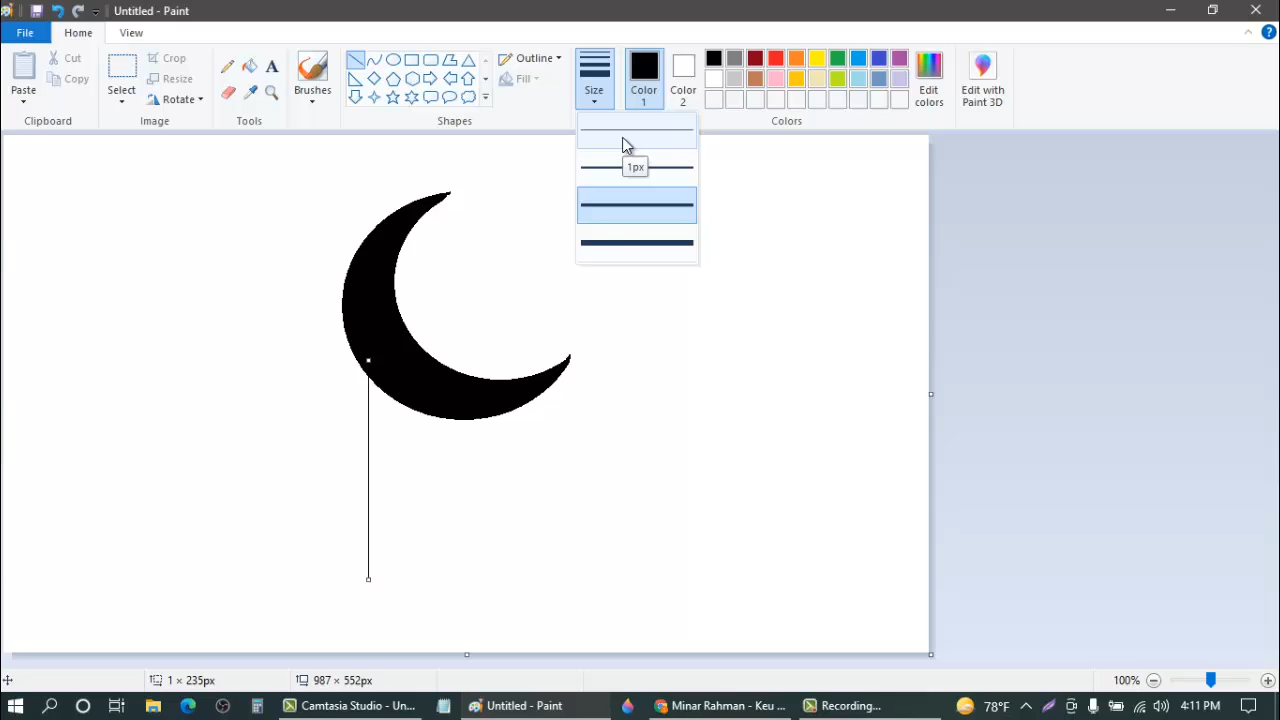 Untitled - Paint
File
Home
View
Paste
Cut
Copy
Clipboard
Select
Crop
Resize
Rotate
Image
A
Tools
Brushes
Outline
Fill
Shapes
Size
Color
1
Color
2
Edit
colors
Colors
Edit with
Paint 3D
1px
1 × 235px
987 × 552px
100%
Camtasia Studio - Un...
Untitled - Paint
Minar Rahman - Keu ...
Recording...
78°F
4:11 PM